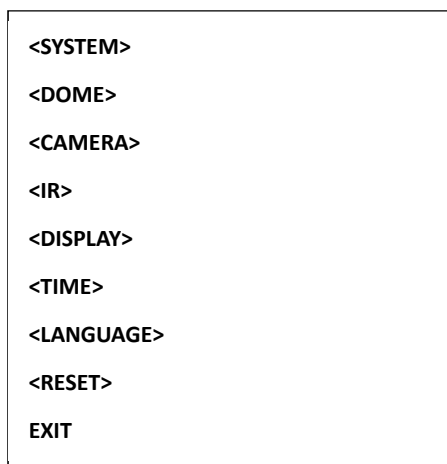 <SYSTEM>
<DOME>
<CAMERA>
<IR>
<DISPLAY>
<TIME>
<LANGUAGE>
<RESET>
EXIT